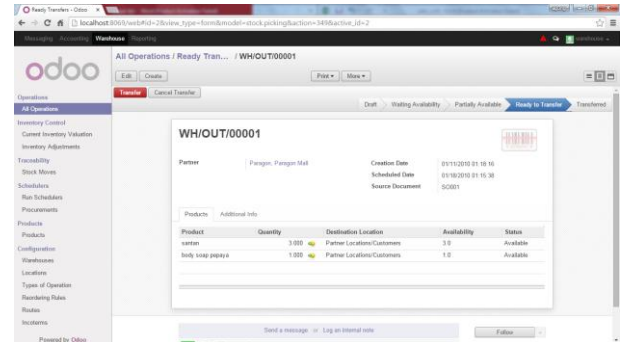 Ready Transfers - Odoo
localhost:8069/web#id=2&view_type=form&model=stock.picking&action=349&active_id=2
Messaging Accounting Warehouse Reporting
odoo
All Operations / Ready Tran... / WH/OUT/00001
Edit Create Print More
Transfer Cancel Transfer
Draft Waiting Availability Partially Available Ready to Transfer Transferred
Operations
All Operations
Inventory Control
Current Inventory Valuation
Inventory Adjustments
Traceability
Stock Moves
Schedulers
Run Schedulers
Procurements
Products
Products
Configuration
Warehouses
Locations
Types of Operation
Reordering Rules
Routes
Incoterms
Powered by Odoo
WH/OUT/00001
Partner Paragon, Paragon Mall
Creation Date 01/11/2010 01:18:16
Scheduled Date
Source Document SO001
Products Additional Info
Product Quantity Destination Location Availability Status
santan 3.000 Partner Locations/Customers 3.0 Available
body soap pepaya 1.000 Partner Locations/Customers 1.0 Available
Send a message or Log an internal note
Follow